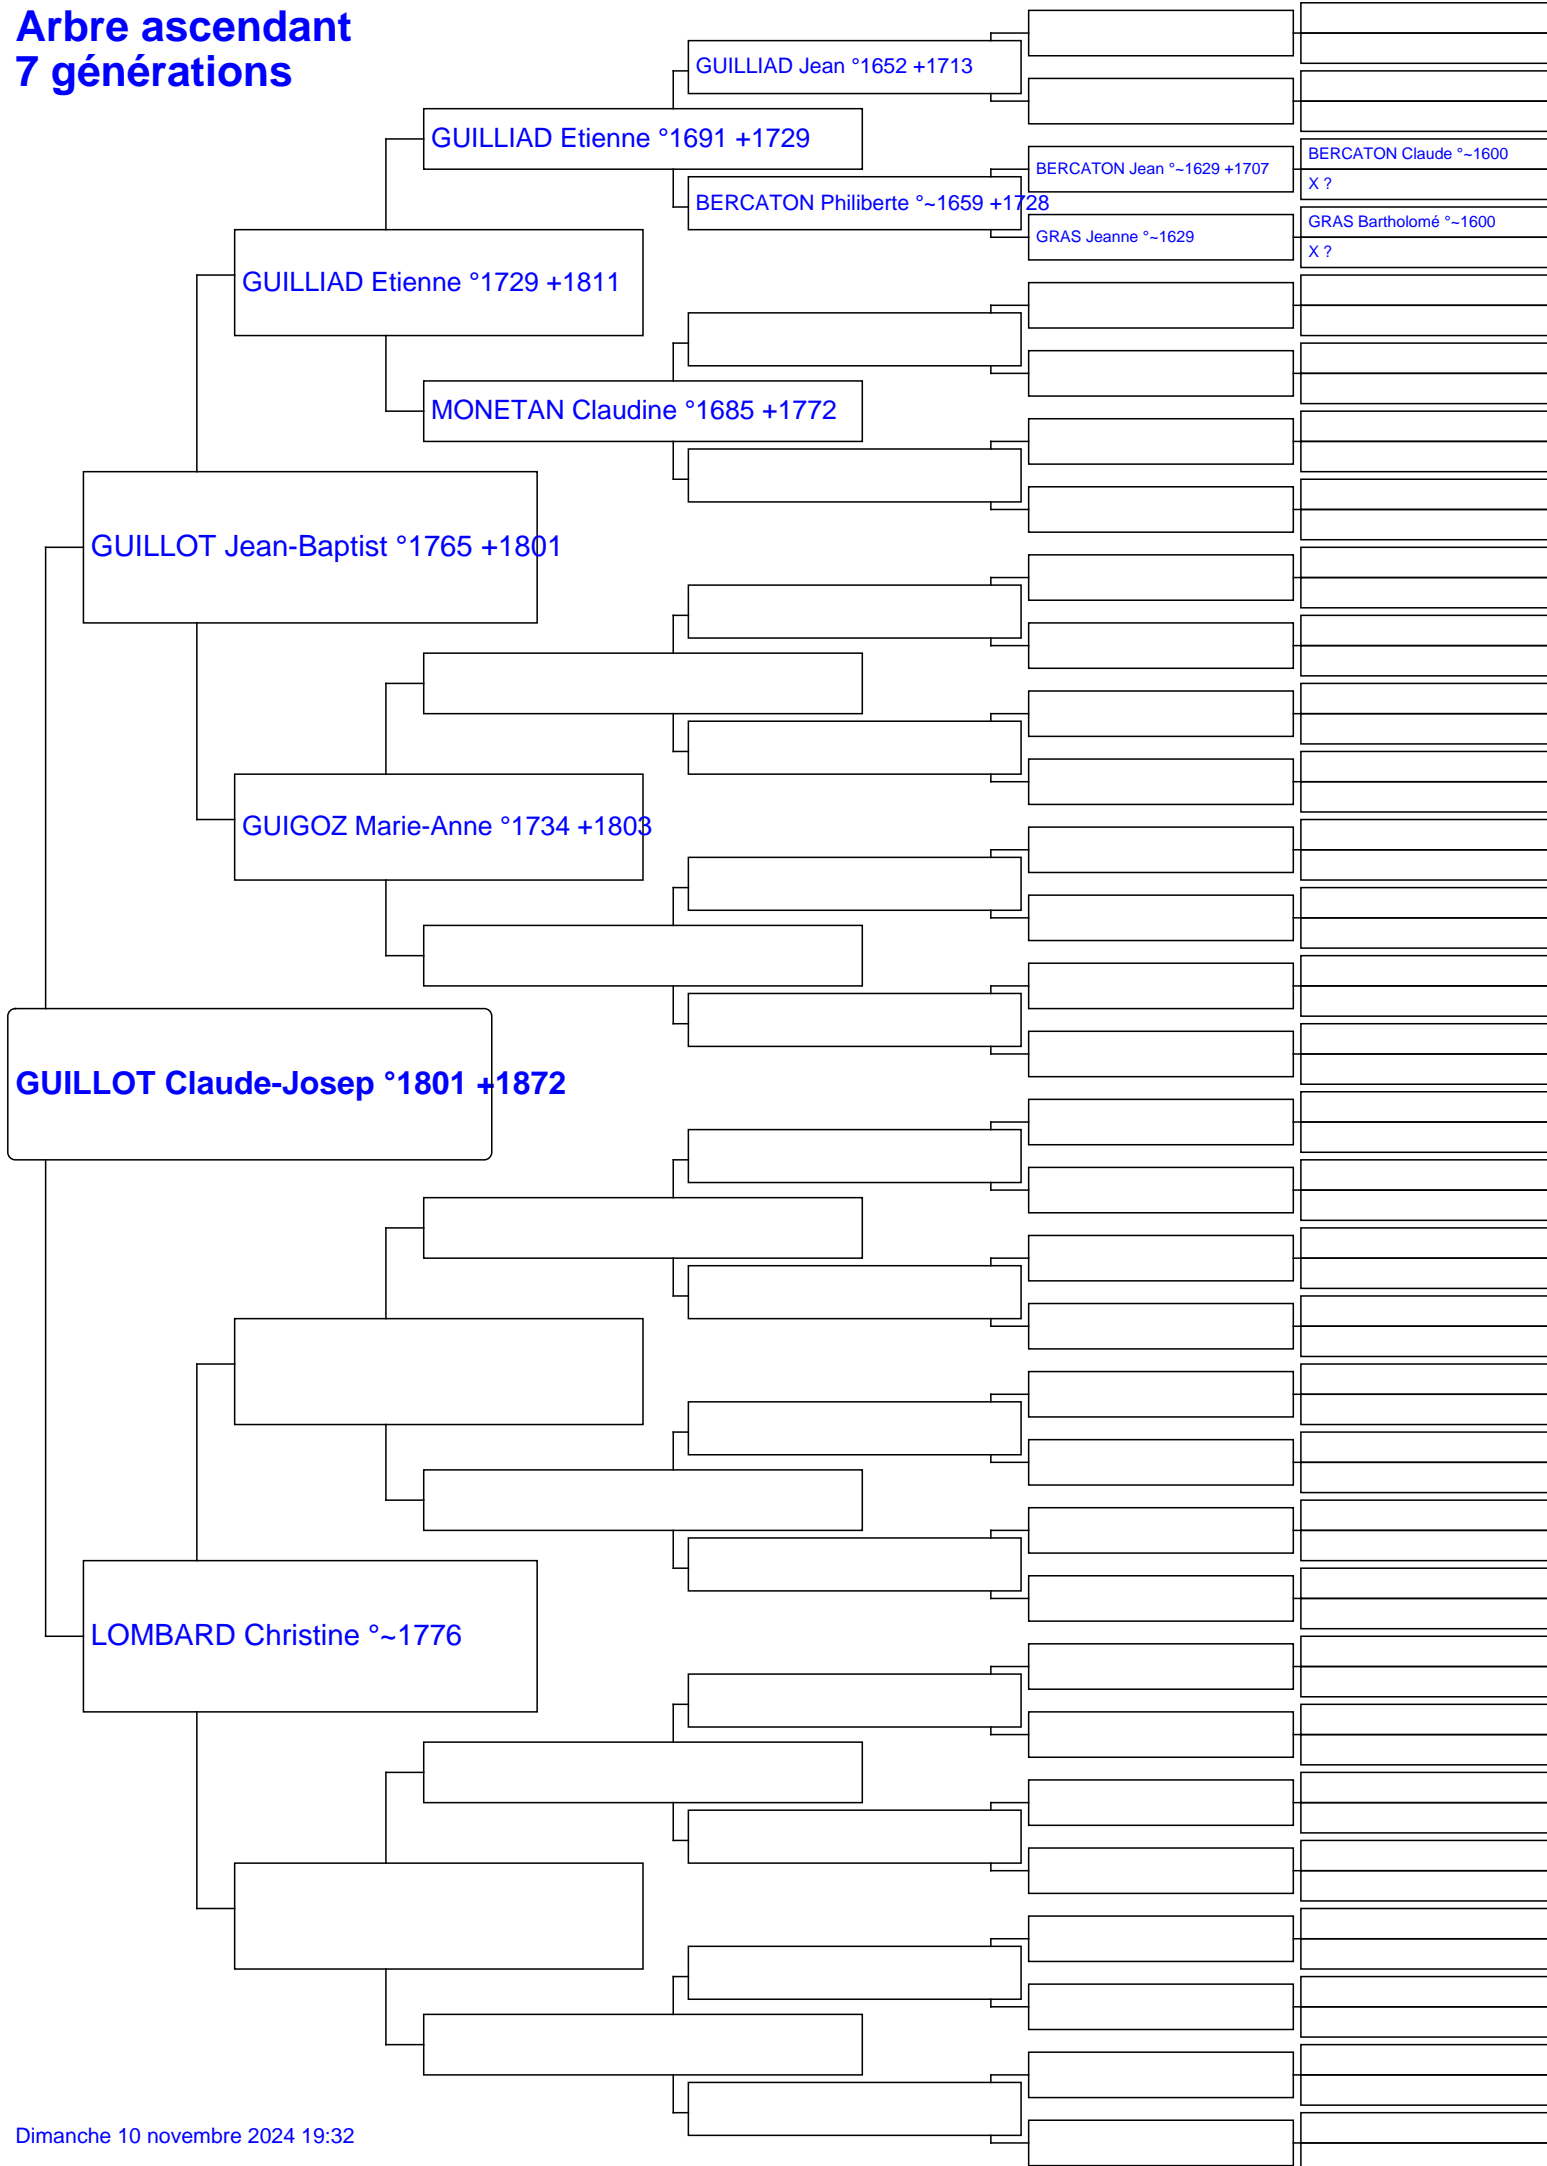 Arbre ascendant
7 générations
GUILLIAD Jean °1652 +1713
GUILLIAD Etienne °1691 +1729
BERCATON Claude °~1600
BERCATON Jean °~1629 +1707
X ?
BERCATON Philiberte °~1659 +1728
GRAS Bartholomé °~1600
GRAS Jeanne °~1629
X ?
GUILLIAD Etienne °1729 +1811
MONETAN Claudine °1685 +1772
GUILLOT Jean-Baptist °1765 +1801
GUIGOZ Marie-Anne °1734 +1803
GUILLOT Claude-Josep °1801 +1872
LOMBARD Christine °~1776
Dimanche 10 novembre 2024 19:32